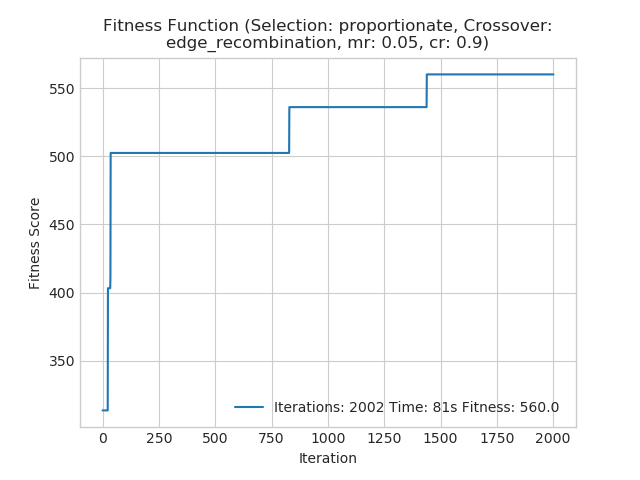 Fitness Function (Selection: proportionate, Crossover:
edge_recombination, mr: 0.05, cr: 0.9)
550
500
450
400
350
Fitness Score
Iterations: 2002 Time: 81s Fitness: 560.0
0 250 500 750 1000 1250 1500 1750 2000
Iteration